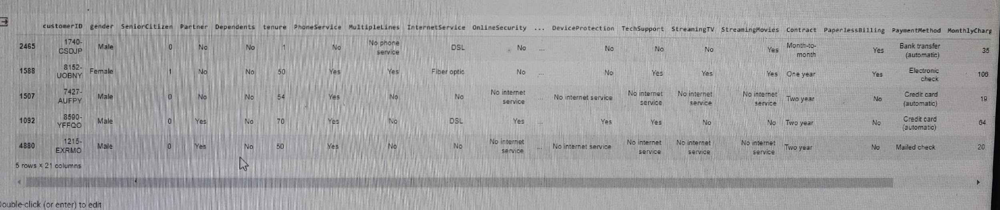 customerID gender SeniorCitizen Partner Dependents tenure PhoneService MultipleLines InternetService OnlineSecurity ... DeviceProtection TechSupport StreamingTV StreamingMovies Contract PaperlessBilling PaymentMethod MonthlyCharg
2465 1740-CSDJP Male 0 No No 1 No No phone service DSL No ... No No No Yes Month-to-month Yes Bank transfer (automatic) 35
1588 8152-UOBNY Female 1 No No 50 Yes Yes Fiber optic No ... No Yes Yes Yes One year Yes Electronic check 106
1507 7427-AUFPY Male 0 No No 54 Yes No No No internet service ... No internet service No internet service No internet service No internet service Two year No Credit card (automatic) 19
1092 8590-YFFQO Male 0 Yes No 70 Yes No DSL Yes ... Yes Yes No No Two year No Credit card (automatic) 64
4880 1215-EXRMO Male 0 Yes No 50 Yes No No No internet service ... No internet service No internet service No internet service No internet service Two year No Mailed check 20
5 rows × 21 columns
Double-click (or enter) to edit